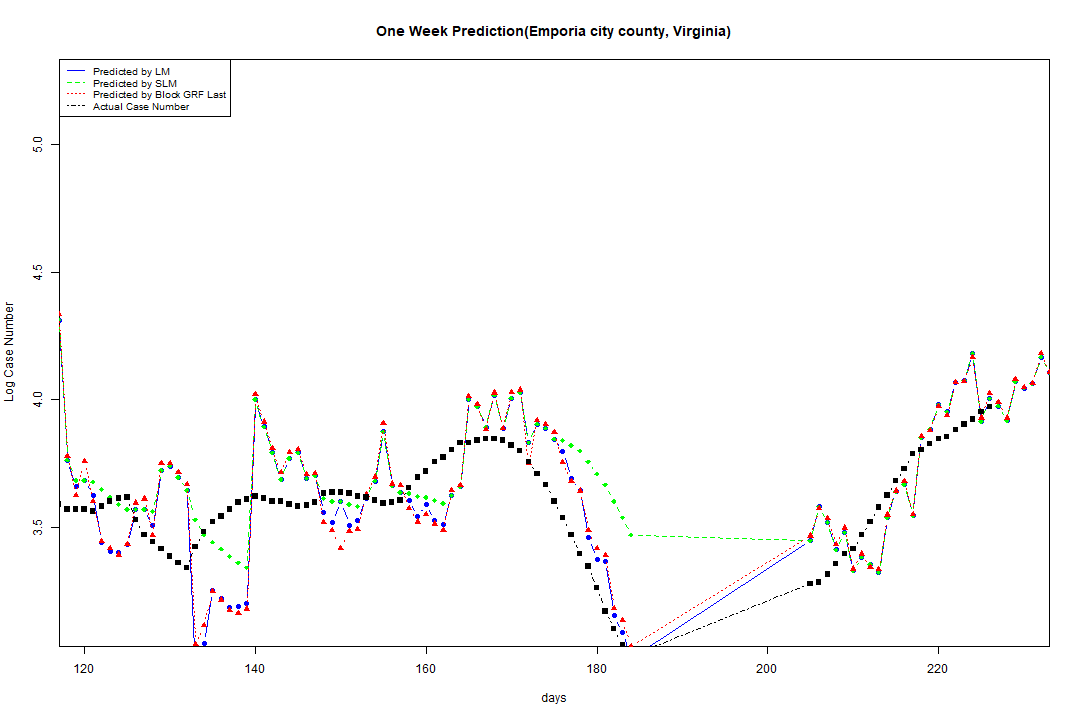 One Week Prediction(Emporia city county, Virginia)
Predicted by LM
Predicted by SLM
Predicted by Block GRF Last
Actual Case Number
5.0
4.5
4.0
3.5
Log Case Number
120 140 160 180 200 220
days